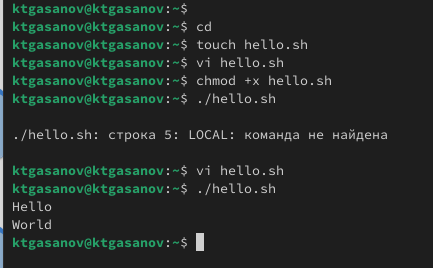 ktgasanov@ktgasanov:~$
ktgasanov@ktgasanov:~$ cd
ktgasanov@ktgasanov:~$ touch hello.sh
ktgasanov@ktgasanov:~$ vi hello.sh
ktgasanov@ktgasanov:~$ chmod +x hello.sh
ktgasanov@ktgasanov:~$ ./hello.sh
./hello.sh: строка 5: LOCAL: команда не найдена
ktgasanov@ktgasanov:~$ vi hello.sh
ktgasanov@ktgasanov:~$ ./hello.sh
Hello
World
ktgasanov@ktgasanov:~$